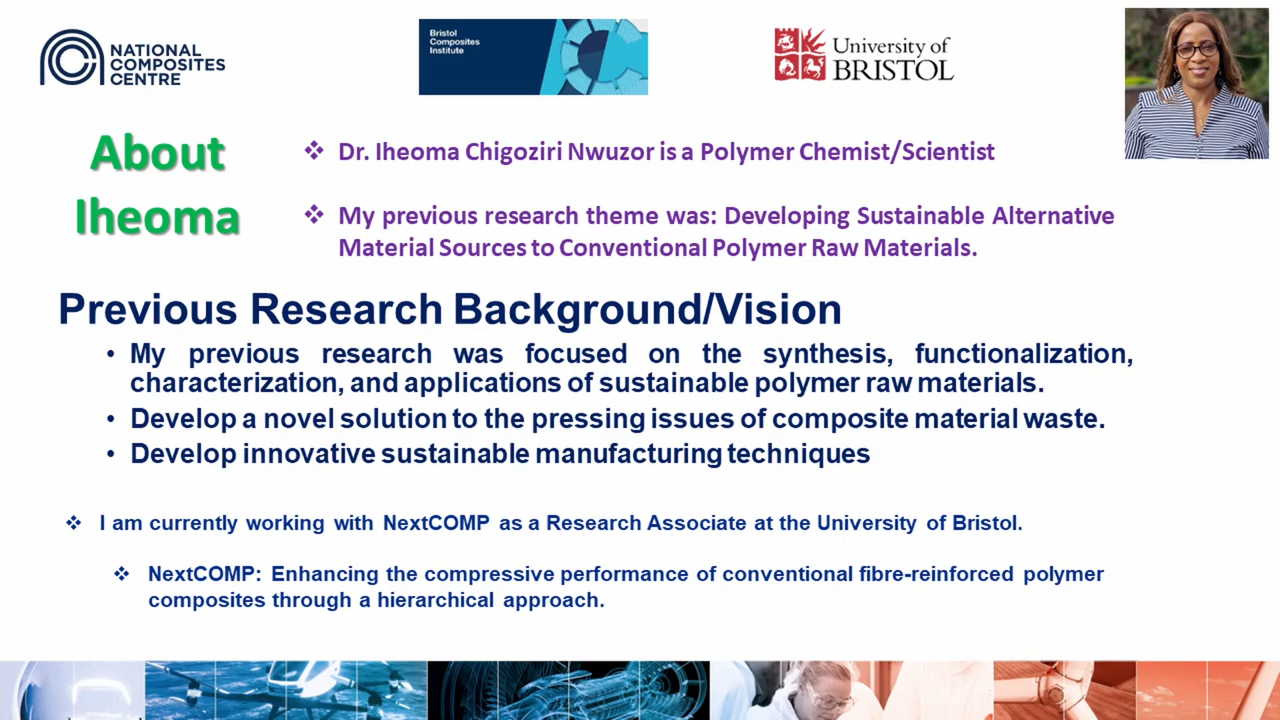 NATIONAL
COMPOSITES
CENTRE
Bristol
Composites
Institute
University of
BRISTOL
About
Iheoma
❖ Dr. Iheoma Chigoziri Nwuzor is a Polymer Chemist/Scientist
❖ My previous research theme was: Developing Sustainable Alternative
Material Sources to Conventional Polymer Raw Materials.
Previous Research Background/Vision
• My previous research was focused on the synthesis, functionalization,
characterization, and applications of sustainable polymer raw materials.
• Develop a novel solution to the pressing issues of composite material waste.
• Develop innovative sustainable manufacturing techniques
❖ I am currently working with NextCOMP as a Research Associate at the University of Bristol.
❖ NextCOMP: Enhancing the compressive performance of conventional fibre-reinforced polymer
composites through a hierarchical approach.